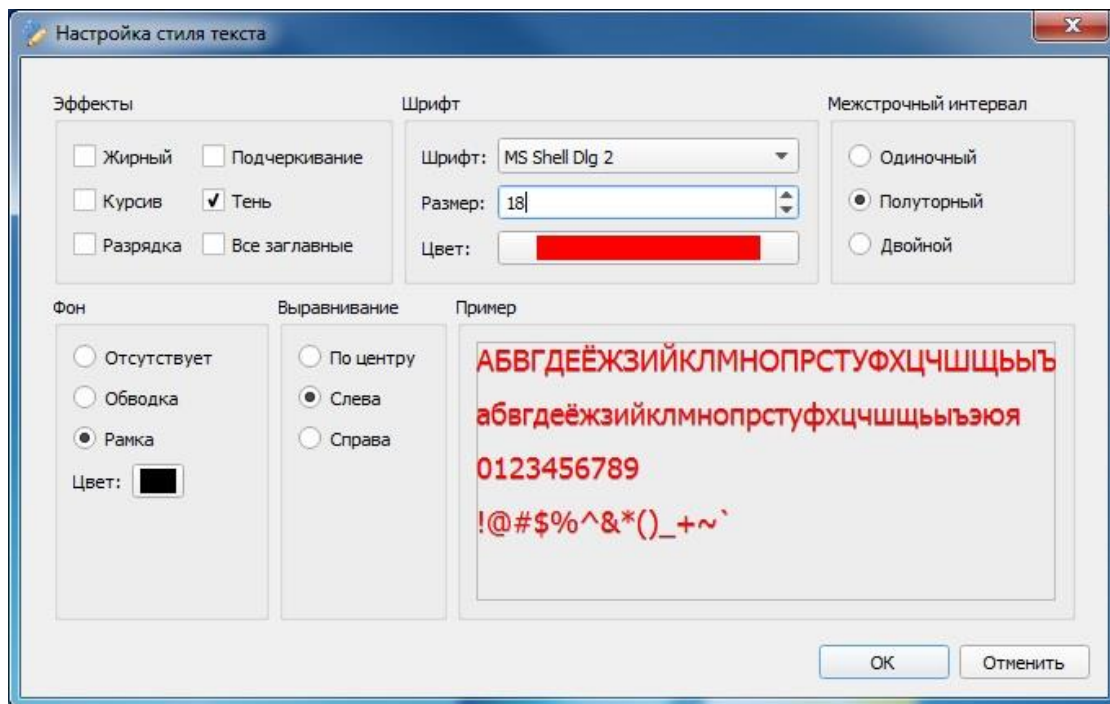 Настройка стиля текста
Эффекты
Жирный Подчеркивание
Курсив Тень
Разрядка Все заглавные
Шрифт
Шрифт: MS Shell Dlg 2
Размер: 18
Цвет:
Межстрочный интервал
Одиночный
Полуторный
Двойной
Фон
Отсутствует
Обводка
Рамка
Цвет:
Выравнивание
По центру
Слева
Справа
Пример
АБВГДЕЁЖЗИЙКЛМНОПРСТУФХЦЧШЩЬЫЪ
абвгдеёжзийклмнопрстуфхцчшщьыъэюя
0123456789
!@#$%^&*()_+~`
ОК Отменить